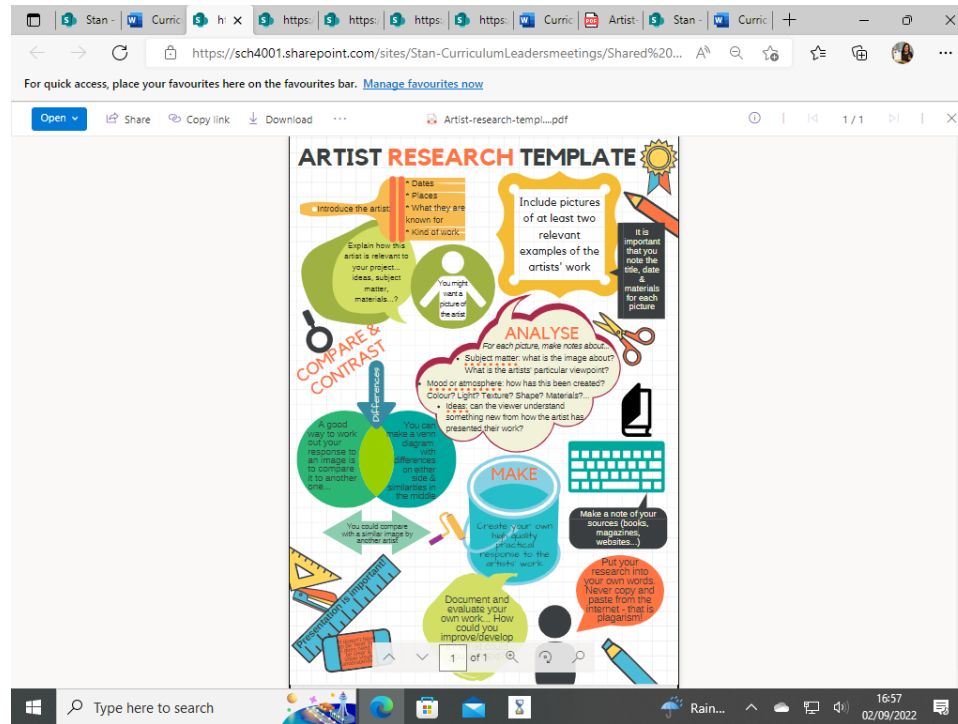 Stan -
Curric
ht
https:/
https:/
https:
https:
Curric
Artist-
Stan -
Curric
https://sch4001.sharepoint.com/sites/Stan-CurriculumLeadersmeetings/Shared%20...
For quick access, place your favourites here on the favourites bar. Manage favourites now
Open
Share
Copy link
Download
Artist-research-templ....pdf
1 / 1
ARTIST RESEARCH TEMPLATE
Introduce the artist:
* Dates
* Places
* What they are
known for
* Kind of work
Include pictures
of at least two
relevant
examples of the
artists' work
It is
important
that you
note the
title, date
&
materials
for each
picture
Explain how this
artist is relevant to
your project...
ideas, subject
matter,
materials...?
You might
want a
picture of
the artist
COMPARE &
CONTRAST
ANALYSE
For each picture, make notes about...
• Subject matter: what is the image about?
What is the artists' particular viewpoint?
• Mood or atmosphere: how has this been created?
Colour? Light? Texture? Shape? Materials?...
• Ideas: can the viewer understand
something new from how the artist has
presented their work?
Differences
A good
way to work
out your
response to
an image is
to compare
it to another
one...
You can
make a venn
diagram
with
differences
on either
side &
similarties in
the middle
You could compare
with a similar image by
another artist!
MAKE
Create your own
high quality
practical
response to the
artists' work
Make a note of your
sources (books,
magazines,
websites...)
Presentation is important!
Document and
evaluate your
own work... How
could you
improve/develop
Put your
research into
your own words.
Never copy and
paste from the
internet - that is
plagarism!
1 of 1
Type here to search
Rain...
16:57
02/09/2022